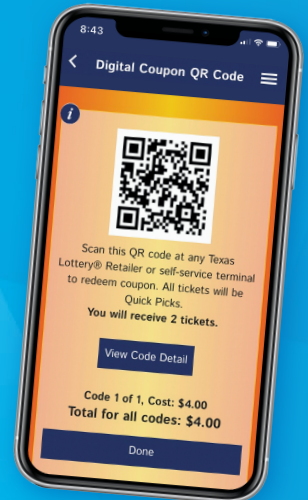 8:43
Digital Coupon QR Code
i
Scan this QR code at any Texas
Lottery® Retailer or self-service terminal
to redeem coupon. All tickets will be
Quick Picks.
You will receive 2 tickets.
View Code Detail
Code 1 of 1, Cost: $4.00
Total for all codes: $4.00
Done